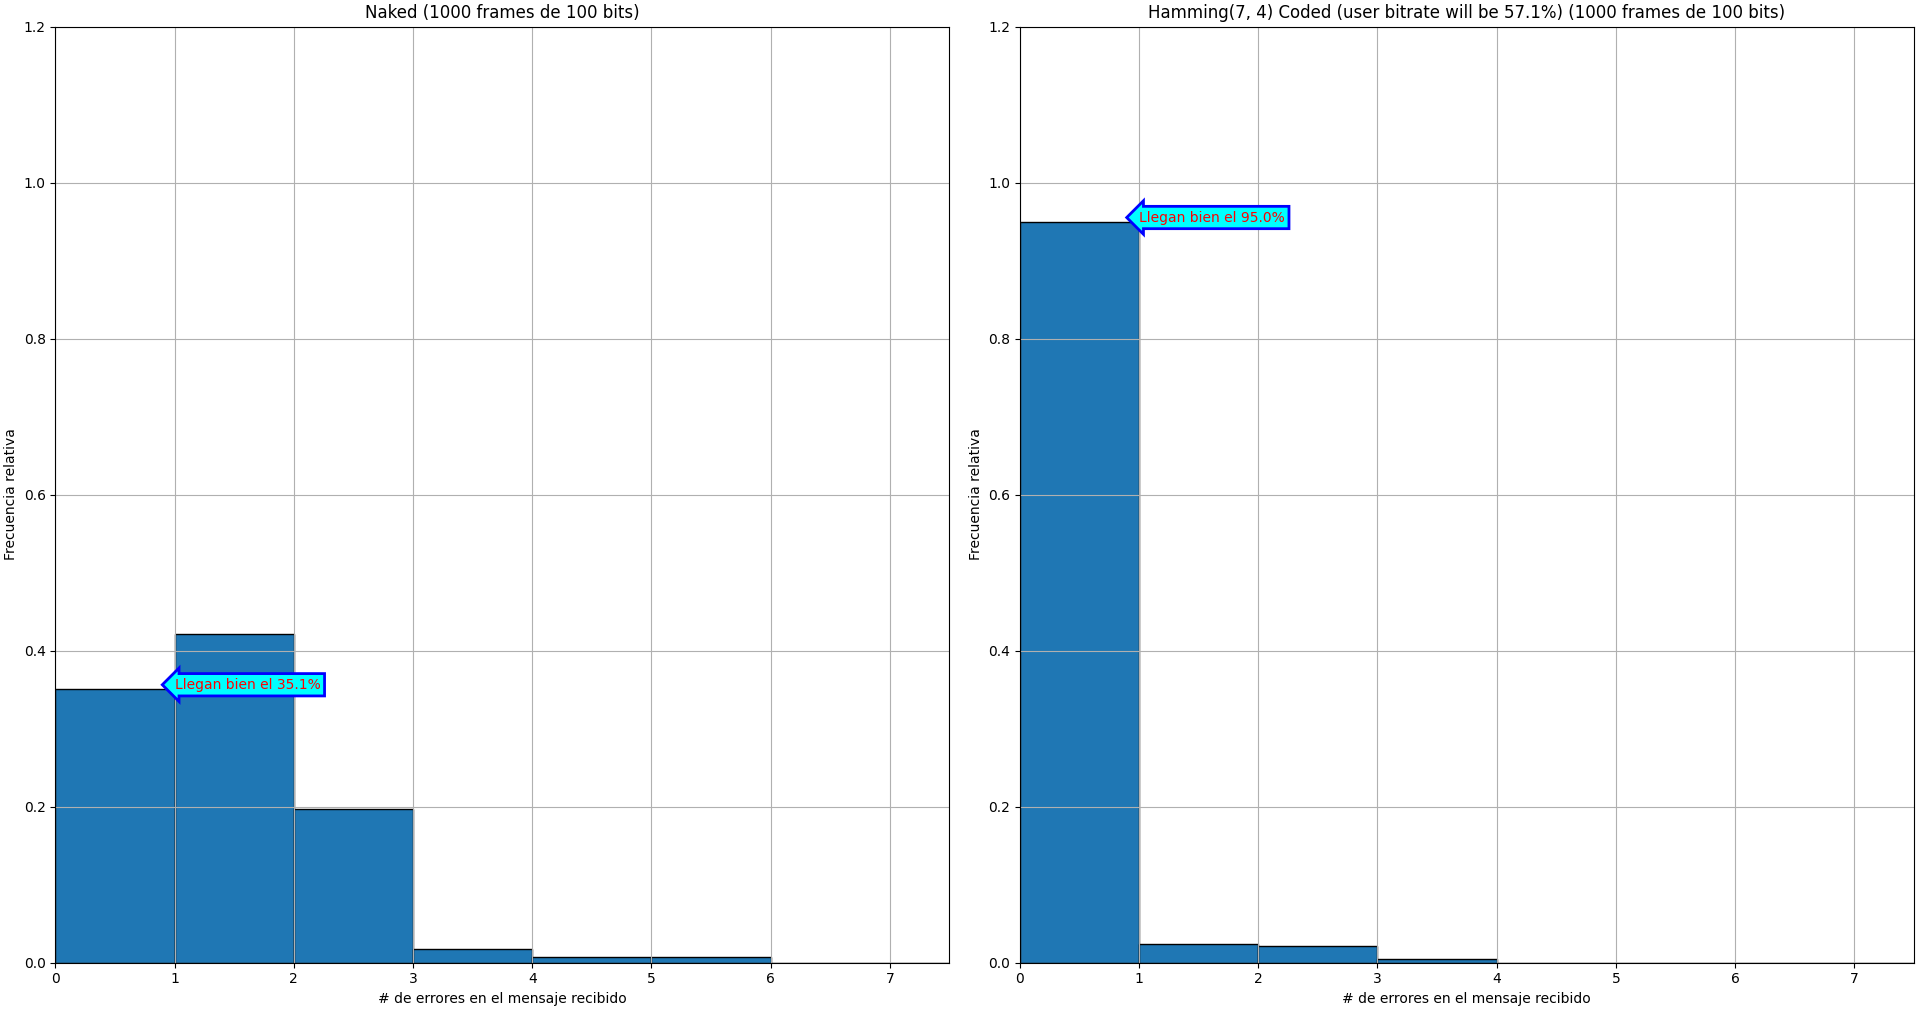 Naked (1000 frames de 100 bits)
1.2
1.0
0.8
0.6
0.4
0.2
0.0
Frecuencia relativa
Llegan bien el 35.1%
0 1 2 3 4 5 6 7
# de errores en el mensaje recibido
Hamming(7, 4) Coded (user bitrate will be 57.1%) (1000 frames de 100 bits)
1.2
1.0
0.8
0.6
0.4
0.2
0.0
Frecuencia relativa
Llegan bien el 95.0%
0 1 2 3 4 5 6 7
# de errores en el mensaje recibido